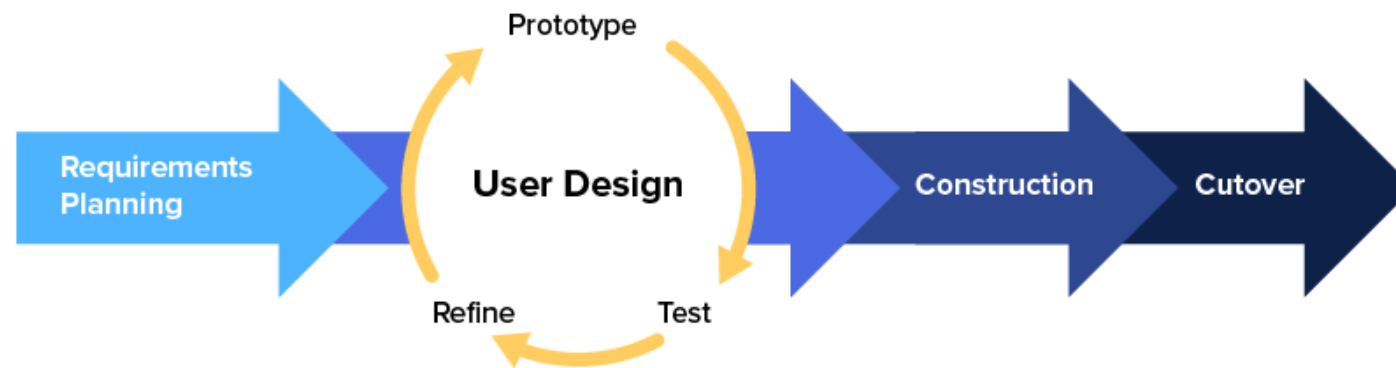 Prototype
Requirements
Planning
User Design
Construction
Cutover
Refine
Test